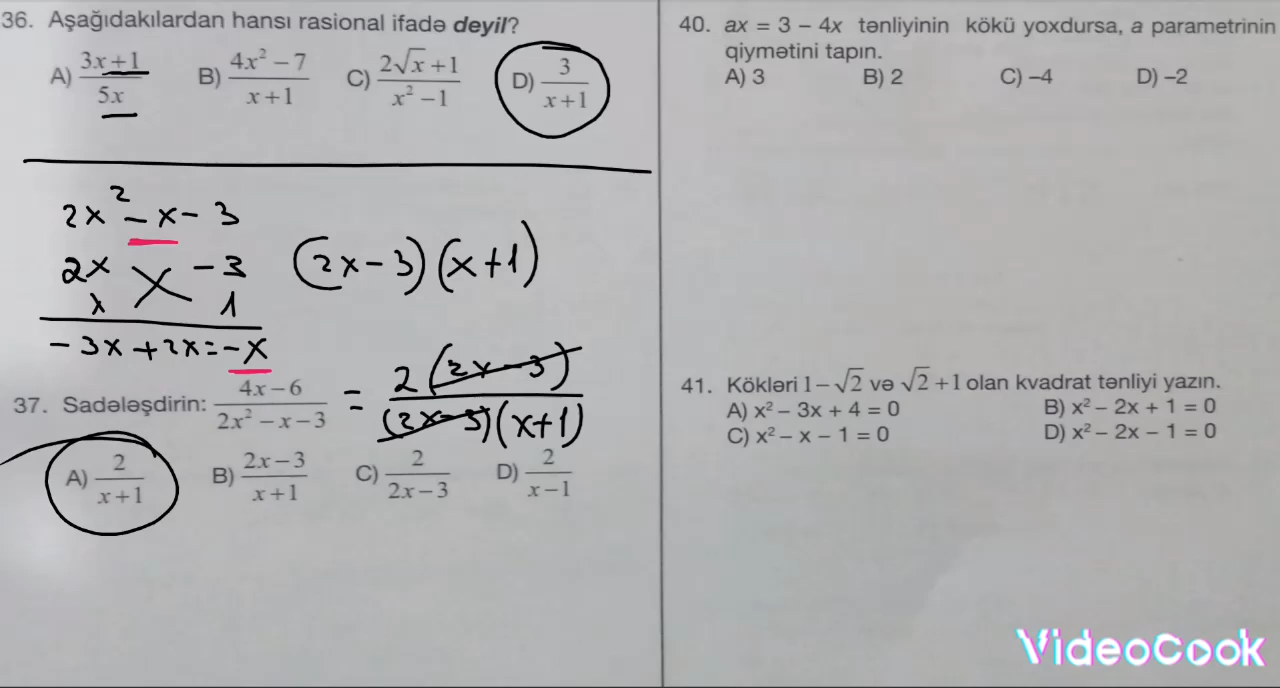 36. Aşağıdakılardan hansı rasional ifadə deyil?
A) (3x+1)/(5x) B) (4x²−7)/(x+1) C) (2√x+1)/(x²−1) D) 3/(x+1)
2x² − x − 3
2x − 3
x 1
− 3x + 2x = − x
(2x − 3)(x + 1)
37. Sadələşdirin: (4x−6)/(2x²−x−3) = 2(2x−3)/((2x−3)(x+1))
A) 2/(x+1) B) (2x−3)/(x+1) C) 2/(2x−3) D) 2/(x−1)
40. ax = 3 − 4x tənliyinin kökü yoxdursa, a parametrinin
qiymətini tapın.
A) 3 B) 2 C) –4 D) –2
41. Kökləri 1−√2 və √2+1 olan kvadrat tənliyi yazın.
A) x² − 3x + 4 = 0 B) x² − 2x + 1 = 0
C) x² − x − 1 = 0 D) x² − 2x − 1 = 0
VideoCook